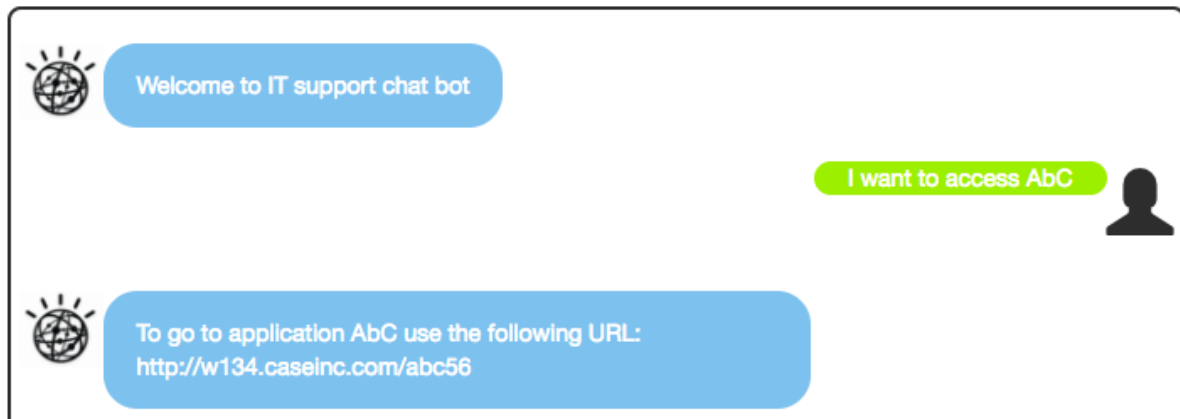 Welcome to IT support chat bot
I want to access AbC
To go to application AbC use the following URL:
http://w134.caseinc.com/abc56